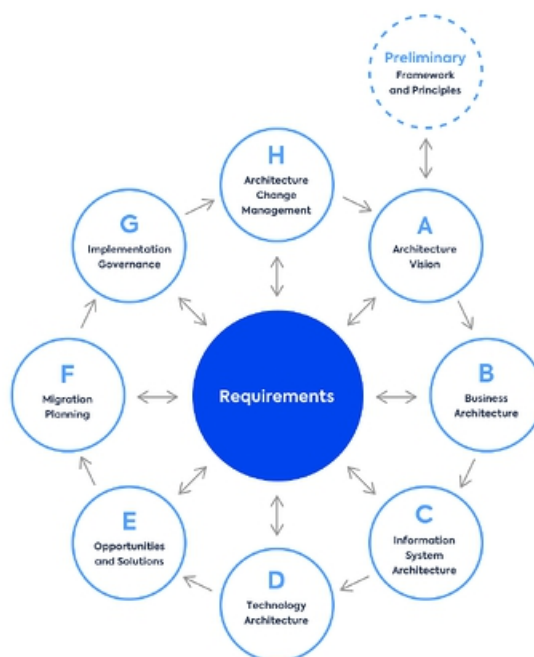 Preliminary
Framework
and Principles
H
Architecture
Change
Management
G
Implementation
Governance
A
Architecture
Vision
F
Migration
Planning
Requirements
B
Business
Architecture
E
Opportunities
and Solutions
C
Information
System
Architecture
D
Technology
Architecture